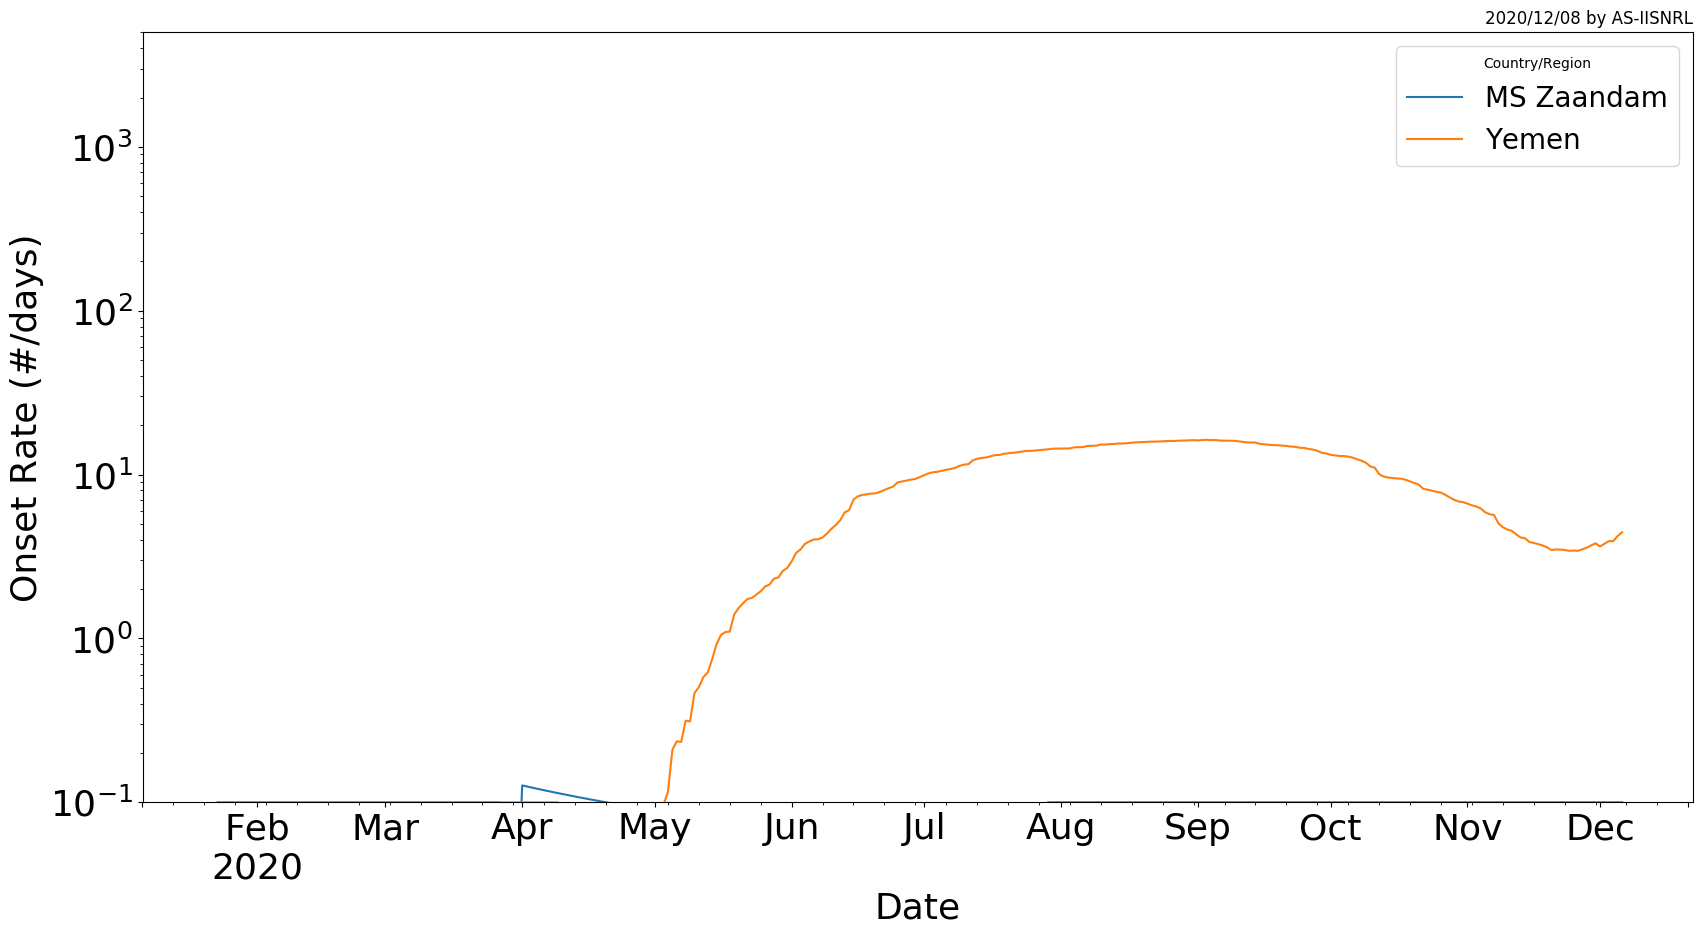 2020/12/08 by AS-IISNRL
Country/Region
MS Zaandam
Yemen
Onset Rate (#/days)
10³
10²
10¹
10⁰
10⁻¹
Feb Mar Apr May Jun Jul Aug Sep Oct Nov Dec
2020
Date